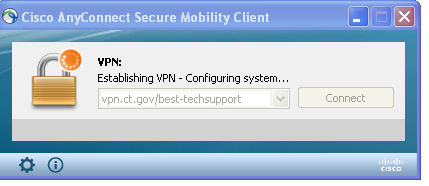 Cisco AnyConnect Secure Mobility Client
VPN:
Establishing VPN - Configuring system...
vpn.ct.gov/best-techsupport
Connect
cisco